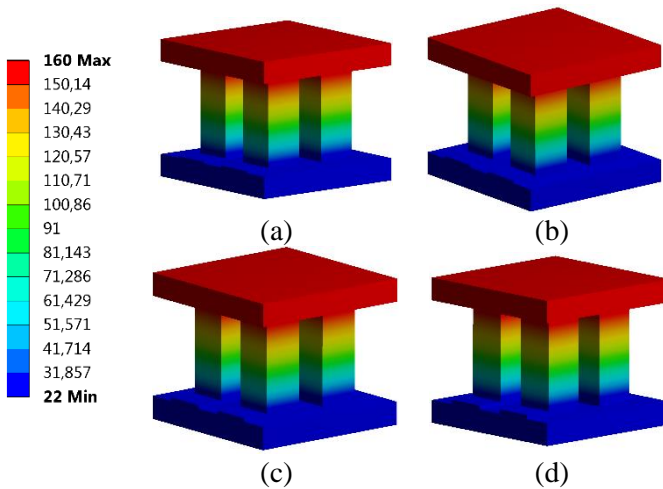 160 Max
150,14
140,29
130,43
120,57
110,71
100,86
91
81,143
71,286
61,429
51,571
41,714
31,857
22 Min
(a)
(b)
(c)
(d)